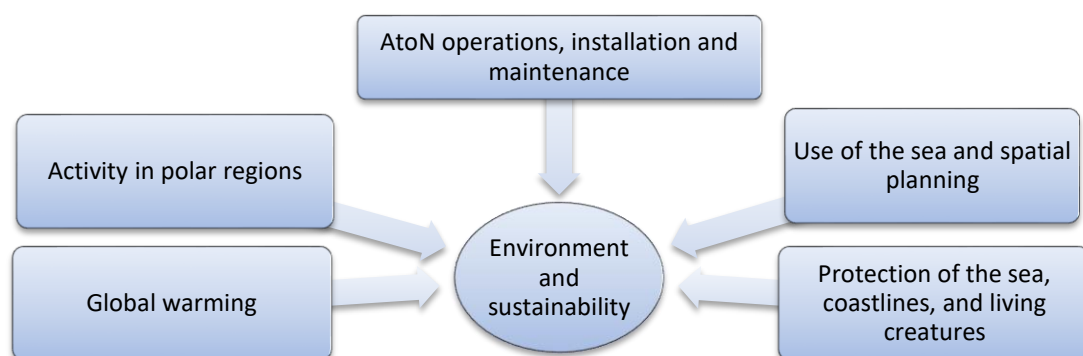 AtoN operations, installation and
maintenance
Activity in polar regions
Use of the sea and spatial
planning
Environment
and
sustainability
Global warming
Protection of the sea,
coastlines, and living
creatures